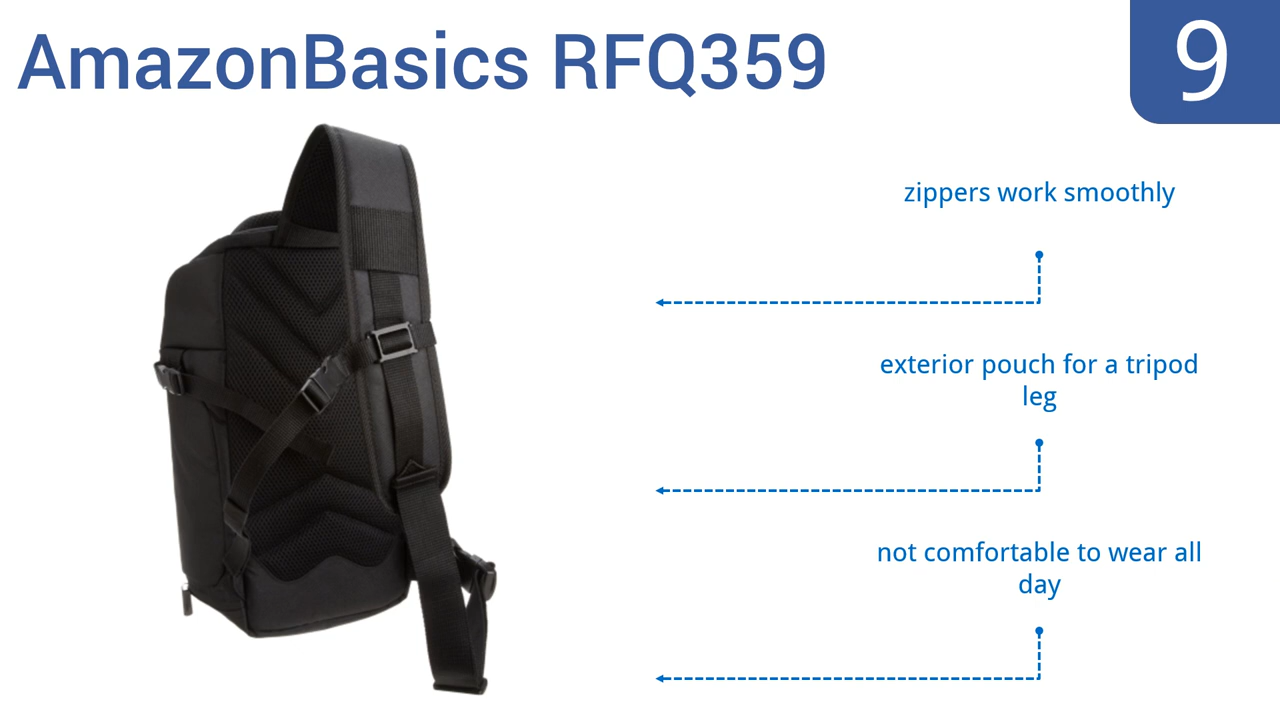 AmazonBasics RFQ359
9
zippers work smoothly
exterior pouch for a tripod
leg
not comfortable to wear all
day